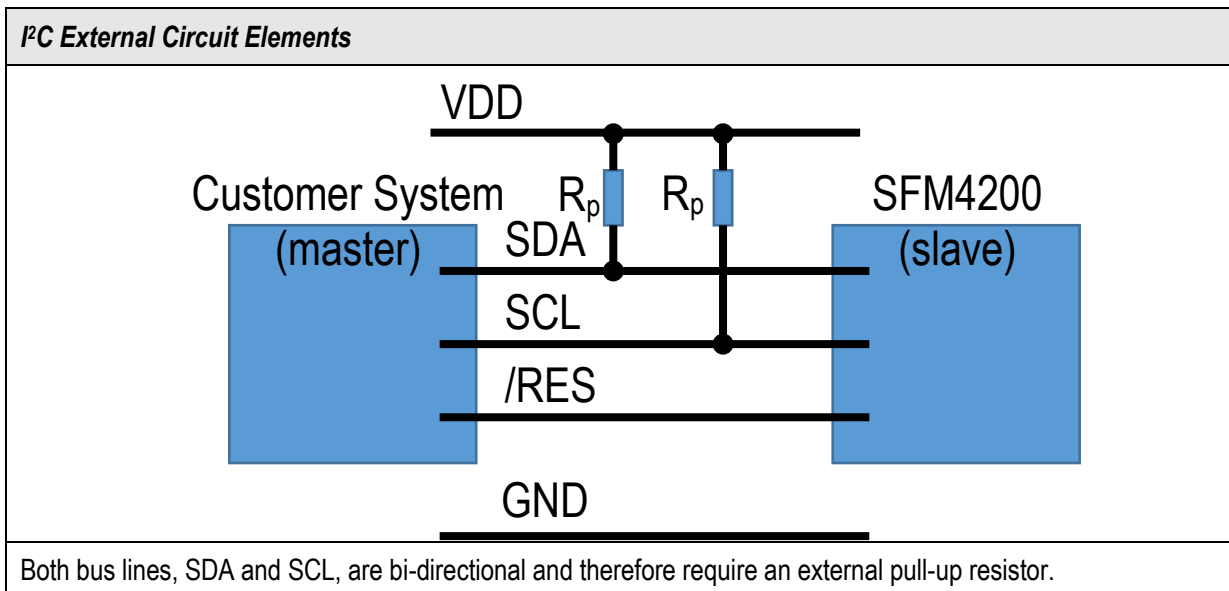 I²C External Circuit Elements
VDD
Customer System
(master)
Rp
Rp
SFM4200
(slave)
SDA
SCL
/RES
GND
Both bus lines, SDA and SCL, are bi-directional and therefore require an external pull-up resistor.